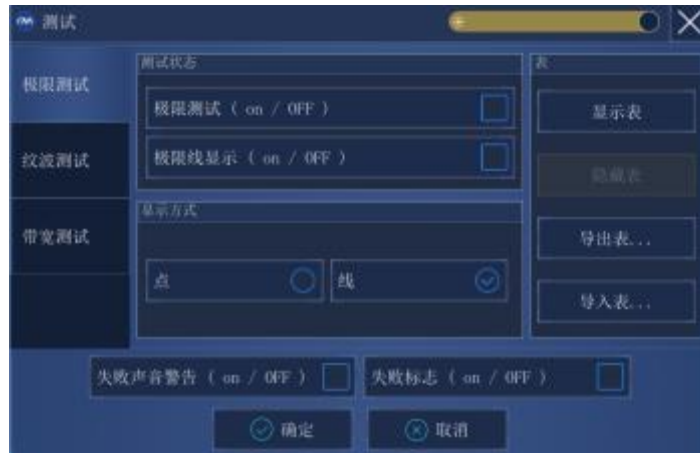 测试
极限测试
纹波测试
带宽测试
测试状态
极限测试 ( on / OFF )
极限线显示 ( on / OFF )
显示方式
点
线
表
显示表
隐藏表
导出表...
导入表...
失败声音警告 ( on / OFF )
失败标志 ( on / OFF )
确定
取消